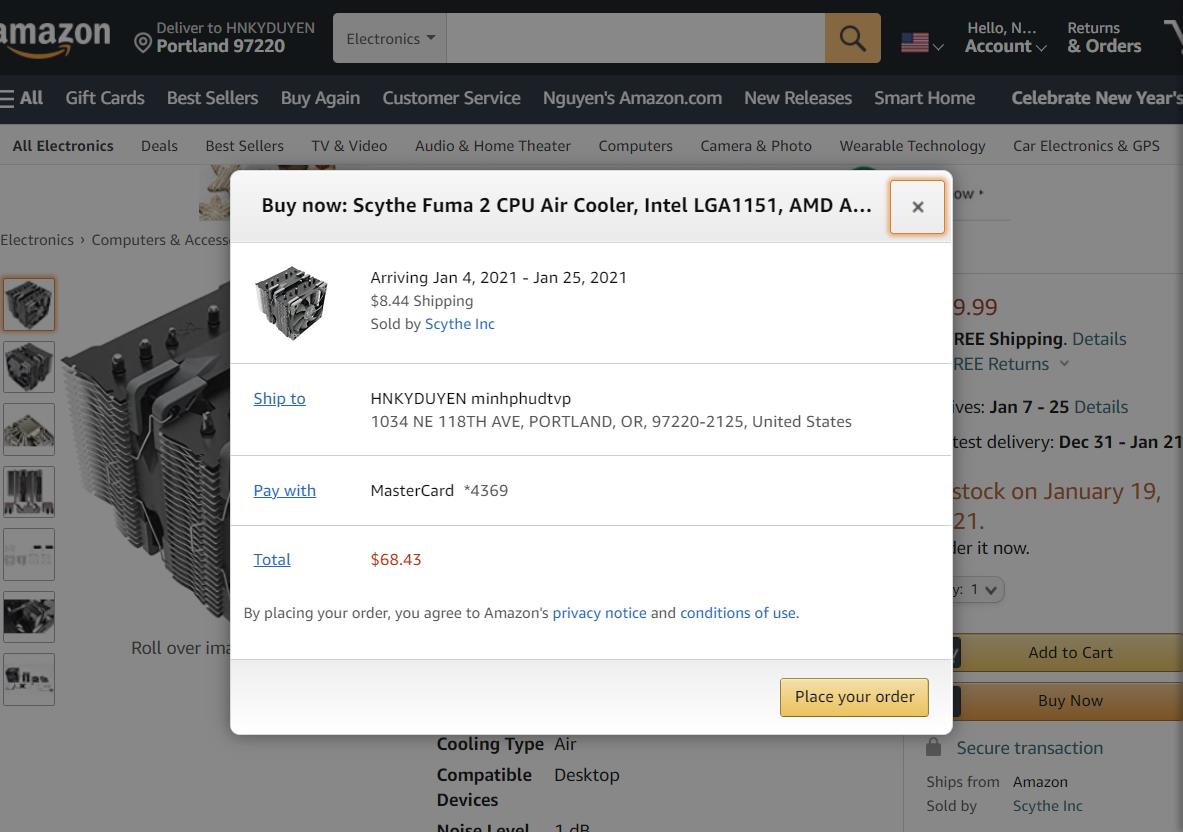 amazon
Deliver to HNKYDUYEN
Portland 97220
Electronics
Hello, N...
Account
Returns
& Orders
All Gift Cards Best Sellers Buy Again Customer Service Nguyen's Amazon.com New Releases Smart Home Celebrate New Year's
All Electronics Deals Best Sellers TV & Video Audio & Home Theater Computers Camera & Photo Wearable Technology Car Electronics & GPS
ow
Electronics › Computers & Access
Buy now: Scythe Fuma 2 CPU Air Cooler, Intel LGA1151, AMD A...
Arriving Jan 4, 2021 - Jan 25, 2021
$8.44 Shipping
Sold by Scythe Inc
Ship to
HNKYDUYEN minhphudtvp
1034 NE 118TH AVE, PORTLAND, OR, 97220-2125, United States
Pay with
MasterCard *4369
Total
$68.43
By placing your order, you agree to Amazon's privacy notice and conditions of use.
Place your order
Roll over ima
9.99
REE Shipping. Details
REE Returns
ives: Jan 7 - 25 Details
test delivery: Dec 31 - Jan 21
stock on January 19,
21.
der it now.
y: 1
Add to Cart
Buy Now
Secure transaction
Ships from Amazon
Sold by Scythe Inc
Cooling Type Air
Compatible Devices Desktop
Noise Level 1 dB